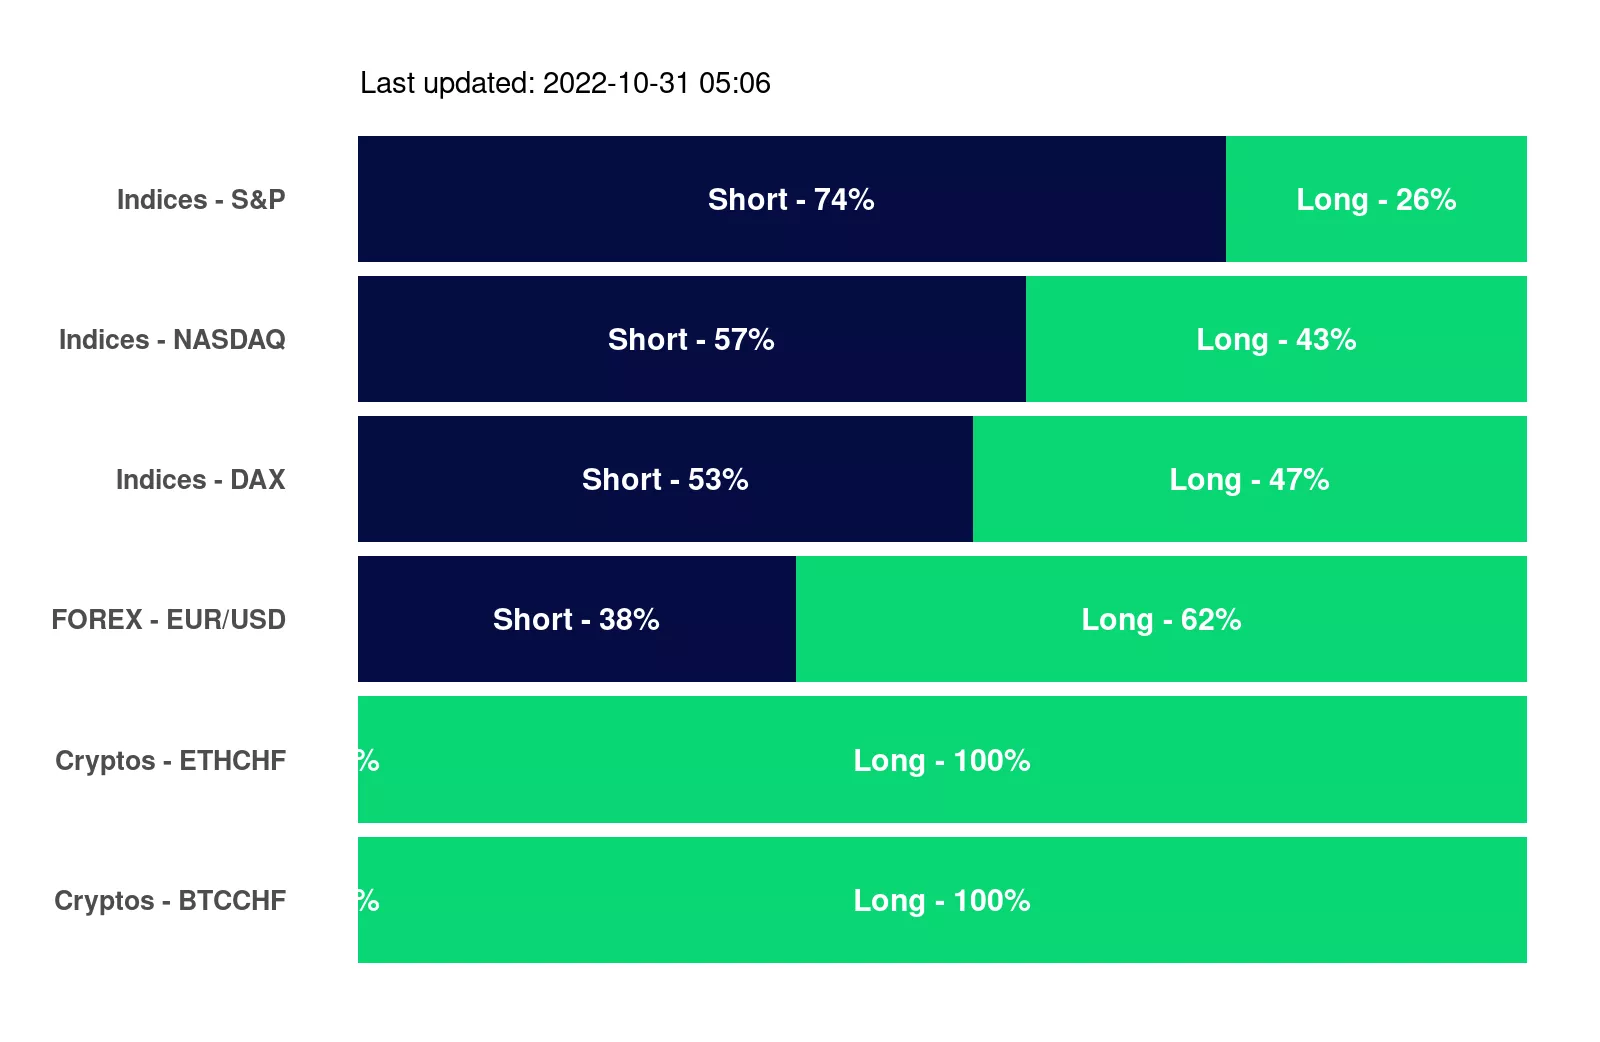 Last updated: 2022-10-31 05:06
Indices - S&P
Short - 74%
Long - 26%
Indices - NASDAQ
Short - 57%
Long - 43%
Indices - DAX
Short - 53%
Long - 47%
FOREX - EUR/USD
Short - 38%
Long - 62%
Cryptos - ETHCHF
%
Long - 100%
Cryptos - BTCCHF
%
Long - 100%